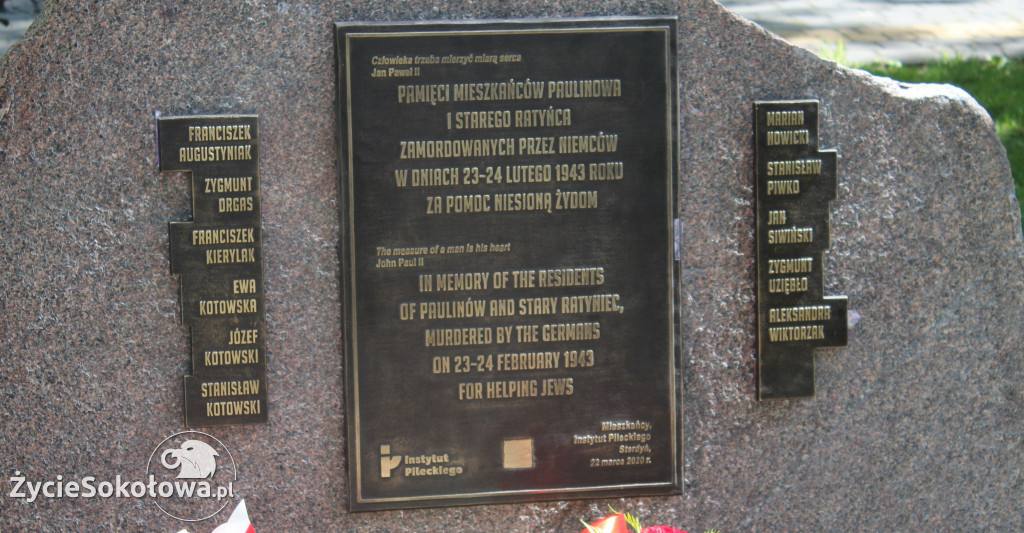 FRANCISZEK
AUGUSTYNIAK
ZYGMUNT
DRGAS
FRANCISZEK
KIERYLAK
EWA
KOTOWSKA
JÓZEF
KOTOWSKI
STANISŁAW
KOTOWSKI
Człowieka trzeba mierzyć miarą serca
Jan Paweł II
PAMIĘCI MIESZKAŃCÓW PAULINOWA
I STAREGO RATYŃCA
ZAMORDOWANYCH PRZEZ NIEMCÓW
W DNIACH 23-24 LUTEGO 1943 ROKU
ZA POMOC NIESIONĄ ŻYDOM
The measure of a man is his heart
John Paul II
IN MEMORY OF THE RESIDENTS
OF PAULINÓW AND STARY RATYNIEC,
MURDERED BY THE GERMANS
ON 23-24 FEBRUARY 1943
FOR HELPING JEWS
Mieszkańcy,
Instytut Pileckiego
Sterdyń,
22 marca 2020 r.
Instytut
Pileckiego
MARIAN
NOWICKI
STANISŁAW
PIWKO
JAN
SIWIŃSKI
ZYGMUNT
UZIĘBŁO
ALEKSANDRA
WIKTORZAK
ŻycieSokołowa.pl